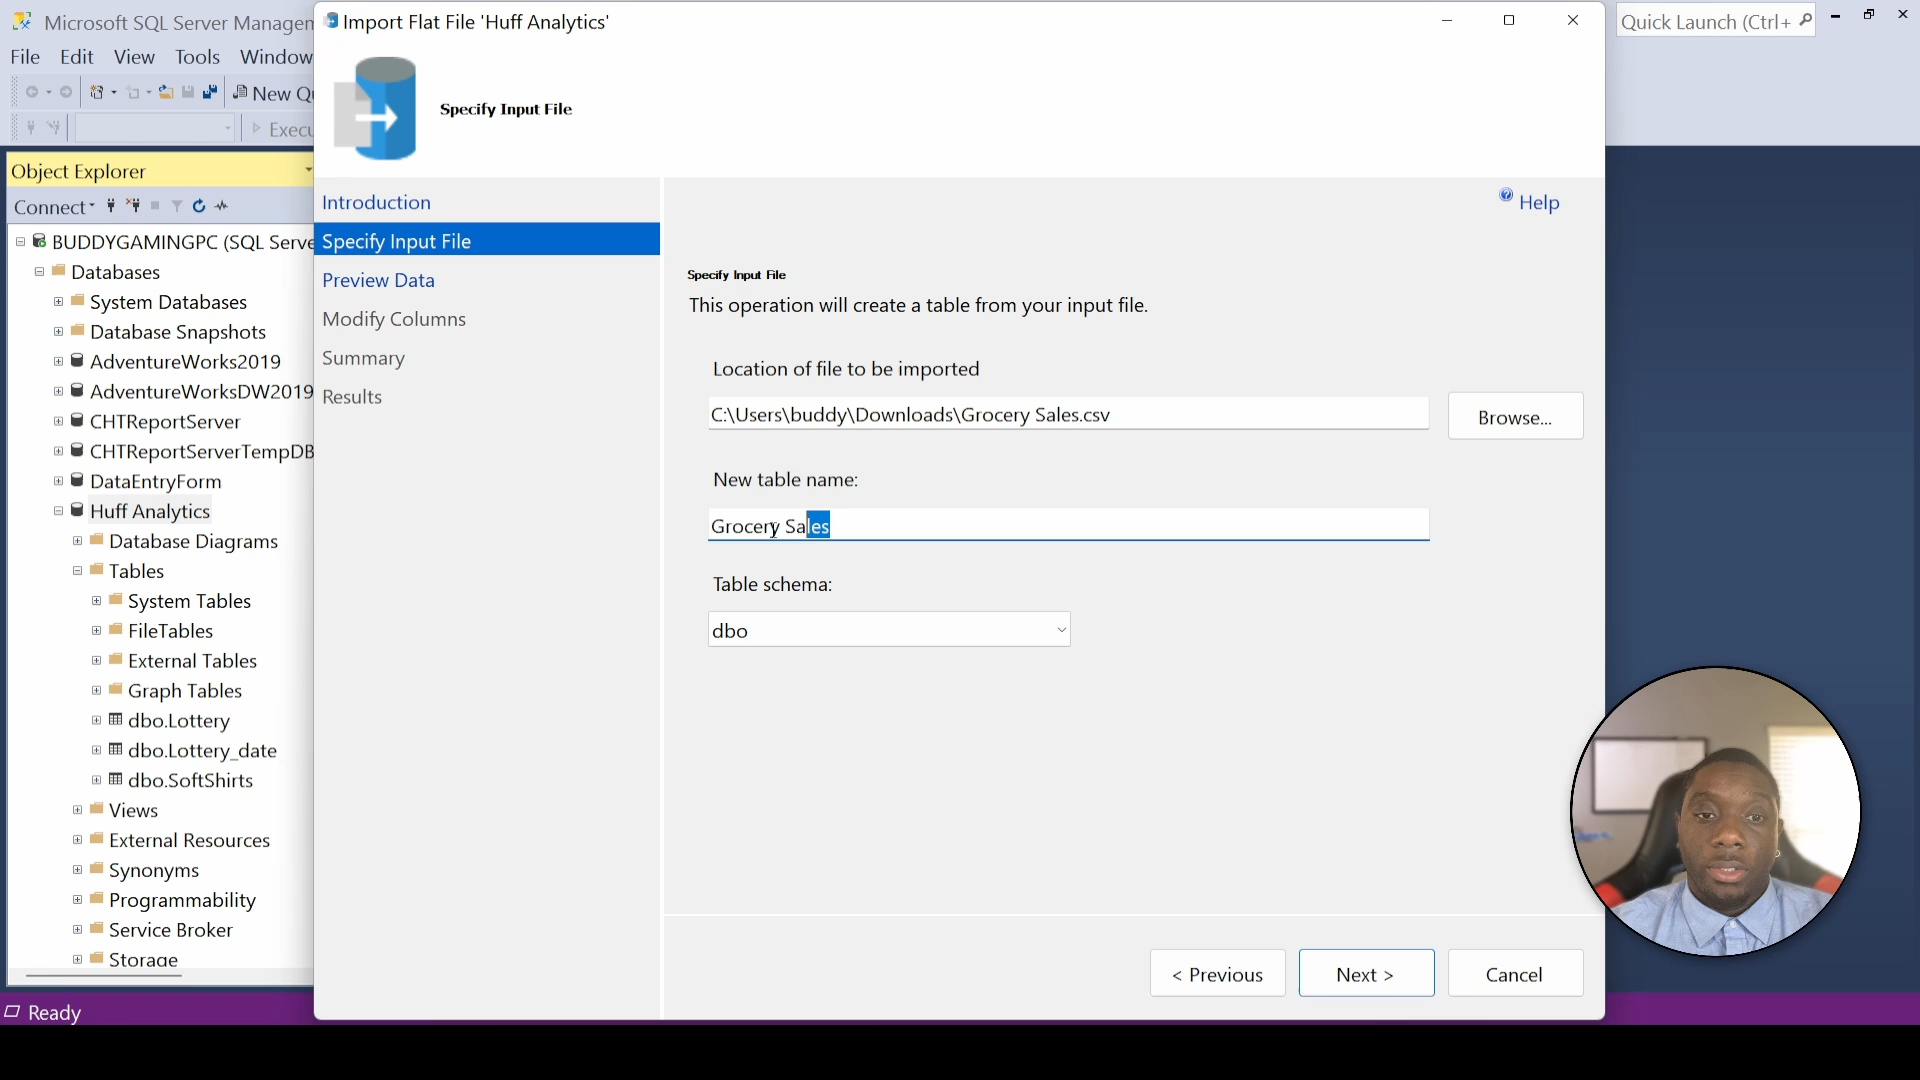 Microsoft SQL Server Managem
Import Flat File 'Huff Analytics'
Quick Launch (Ctrl+
File Edit View Tools Window
New Qu
Execu
Specify Input File
Object Explorer
Connect
BUDDYGAMINGPC (SQL Serve
Databases
System Databases
Database Snapshots
AdventureWorks2019
AdventureWorksDW2019
CHTReportServer
CHTReportServerTempDB
DataEntryForm
Huff Analytics
Database Diagrams
Tables
System Tables
FileTables
External Tables
Graph Tables
dbo.Lottery
dbo.Lottery_date
dbo.SoftShirts
Views
External Resources
Synonyms
Programmability
Service Broker
Storage
Introduction
Specify Input File
Preview Data
Modify Columns
Summary
Results
Help
Specify Input File
This operation will create a table from your input file.
Location of file to be imported
C:\Users\buddy\Downloads\Grocery Sales.csv
Browse...
New table name:
Grocery Sales
Table schema:
dbo
< Previous
Next >
Cancel
Ready